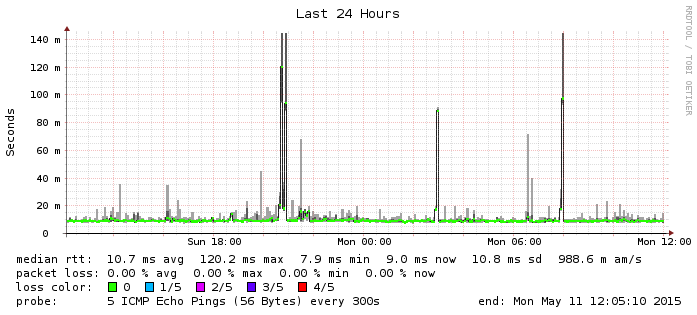 Last 24 Hours
RRDTOOL / TOBI OETIKER
Seconds
140 m
120 m
100 m
80 m
60 m
40 m
20 m
0
Sun 18:00 Mon 00:00 Mon 06:00 Mon 12:00
median rtt: 10.7 ms avg 120.2 ms max 7.9 ms min 9.0 ms now 10.8 ms sd 988.6 m am/s
packet loss: 0.00 % avg 0.00 % max 0.00 % min 0.00 % now
loss color: 0 1/5 2/5 3/5 4/5
probe: 5 ICMP Echo Pings (56 Bytes) every 300s end: Mon May 11 12:05:10 2015